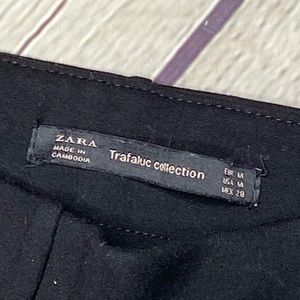 ZARA
MADE IN
CAMBODIA
Trafaluc collection
EUR M
USA M
MEX 28